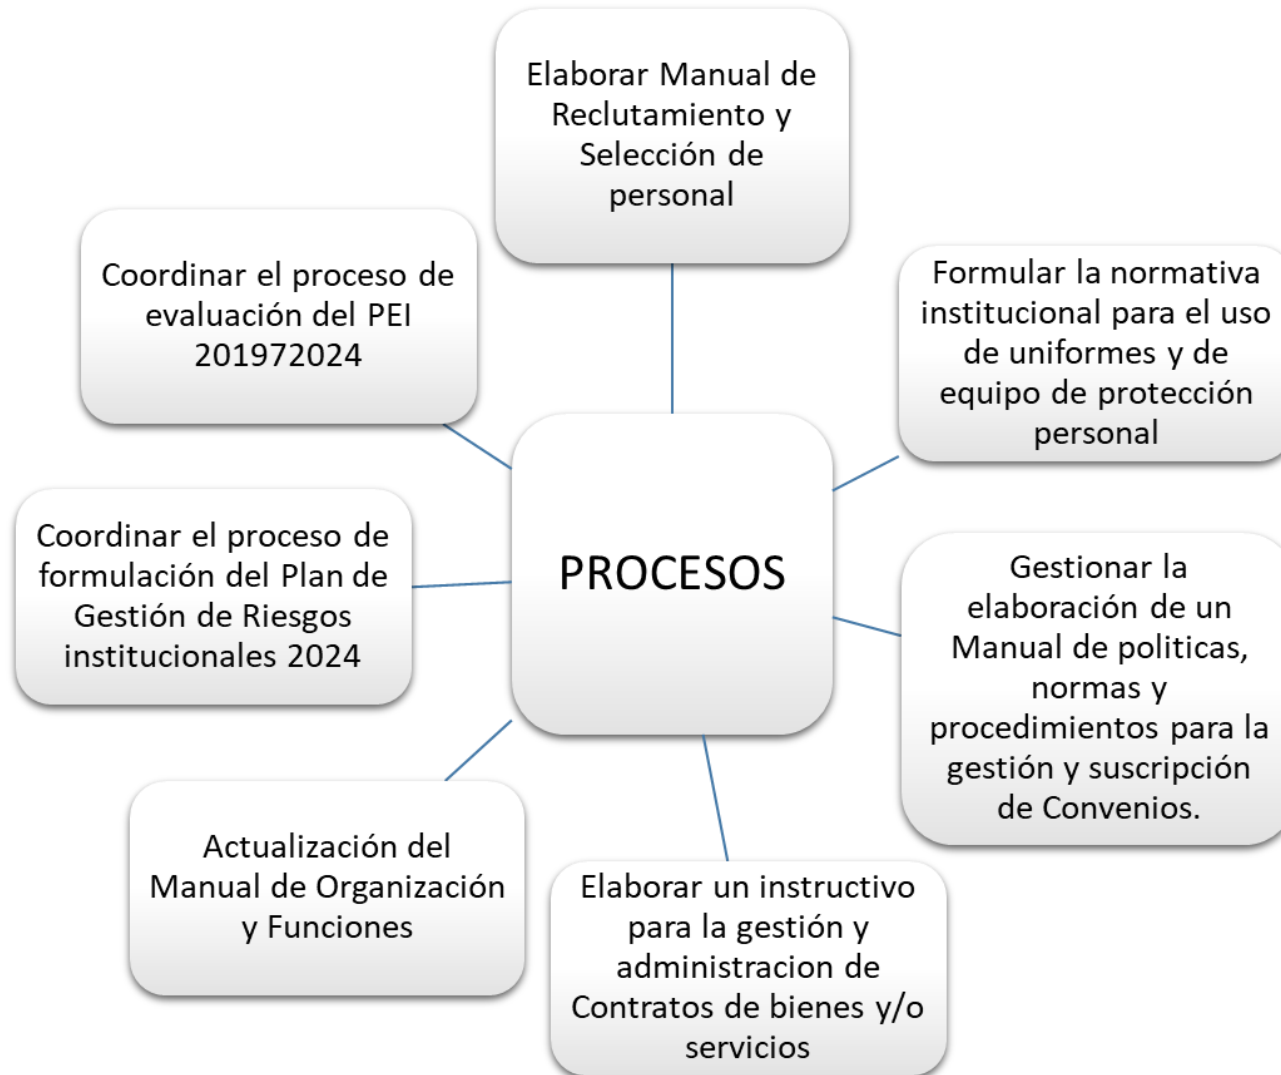 Elaborar Manual de
Reclutamiento y
Selección de
personal
Formular la normativa
institucional para el uso
de uniformes y de
equipo de protección
personal
Gestionar la
elaboración de un
Manual de politicas,
normas y
procedimientos para la
gestión y suscripción
de Convenios.
Elaborar un instructivo
para la gestión y
administracion de
Contratos de bienes y/o
servicios
Actualización del
Manual de Organización
y Funciones
Coordinar el proceso de
formulación del Plan de
Gestión de Riesgos
institucionales 2024
Coordinar el proceso de
evaluación del PEI
201972024
PROCESOS